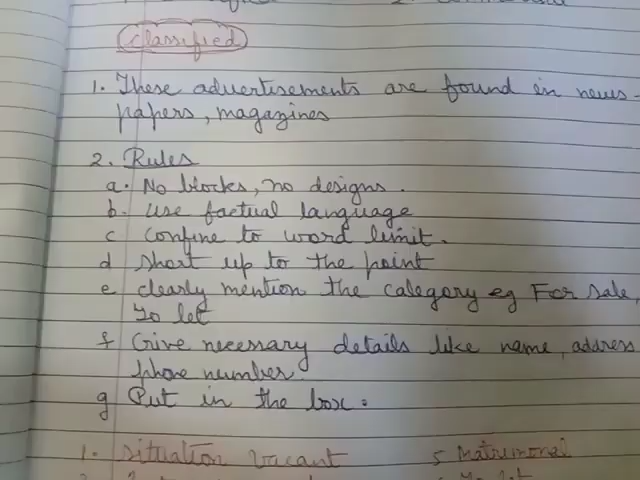 Classified
1. These advertisements are found in news-
papers, magazines
2. Rules
a. No blocks, no designs.
b. Use factual language
c Confine to word limit.
d Short up to the point
e clearly mention the category eg For sale,
To let
f Give necessary details like name, address
phone number.
g Put in the box.
1. Situation Vacant 5 Matrimonal